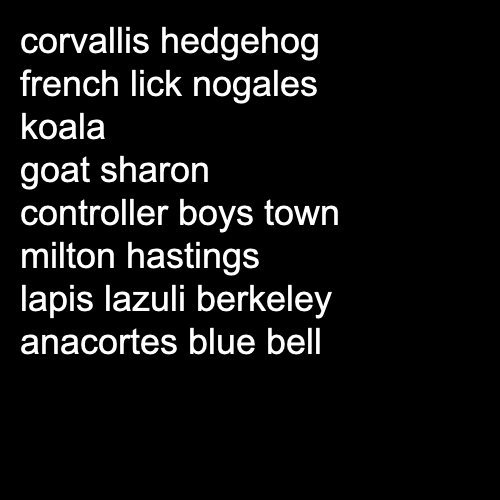 corvallis hedgehog
french lick nogales
koala
goat sharon
controller boys town
milton hastings
lapis lazuli berkeley
anacortes blue bell